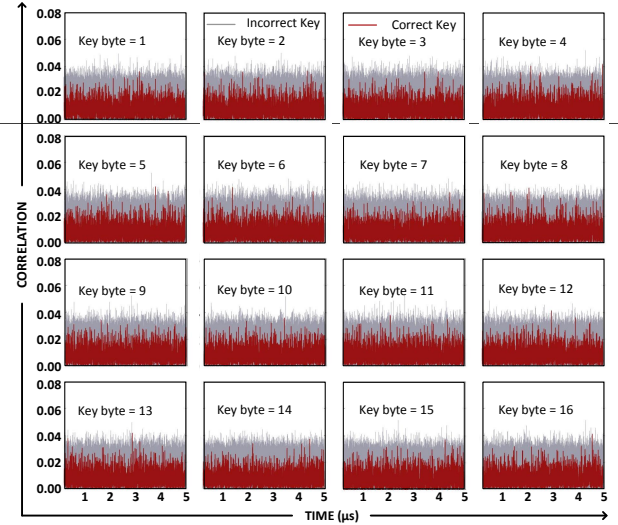 0.08 Incorrect Key Correct Key
Key byte = 1 Key byte = 2 Key byte = 3 Key byte = 4
0.06
0.04
0.02
0.00
0.08
Key byte = 5 Key byte = 6 Key byte = 7 Key byte = 8
0.06
0.04
0.02
0.00
CORRELATION
0.08
Key byte = 9 Key byte = 10 Key byte = 11 Key byte = 12
0.06
0.04
0.02
0.00
0.08
Key byte = 13 Key byte = 14 Key byte = 15 Key byte = 16
0.06
0.04
0.02
0.00
1 2 3 4 5 1 2 3 4 5 1 2 3 4 5 1 2 3 4 5
TIME (µs)